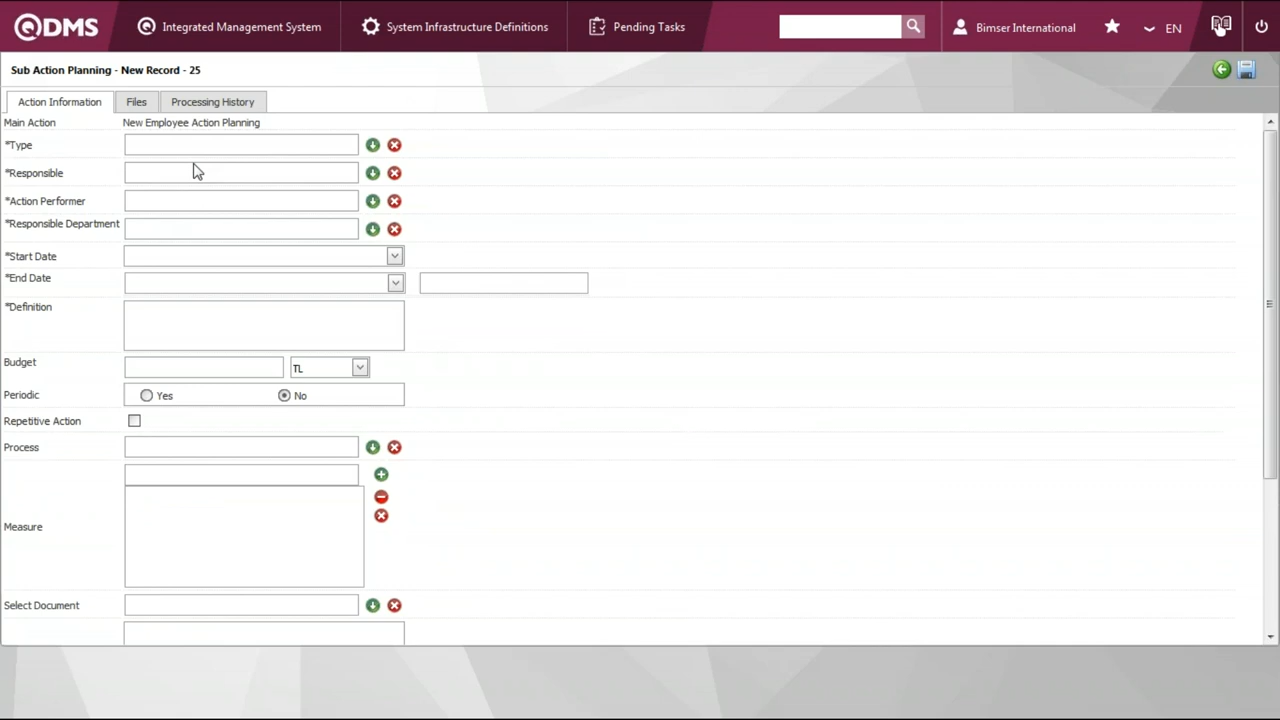 QDMS Integrated Management System System Infrastructure Definitions Pending Tasks Bimser International EN
Sub Action Planning - New Record - 25
Action Information Files Processing History
Main Action New Employee Action Planning
*Type
*Responsible
*Action Performer
*Responsible Department
*Start Date
*End Date
*Definition
Budget TL
Periodic Yes No
Repetitive Action
Process
Measure
Select Document